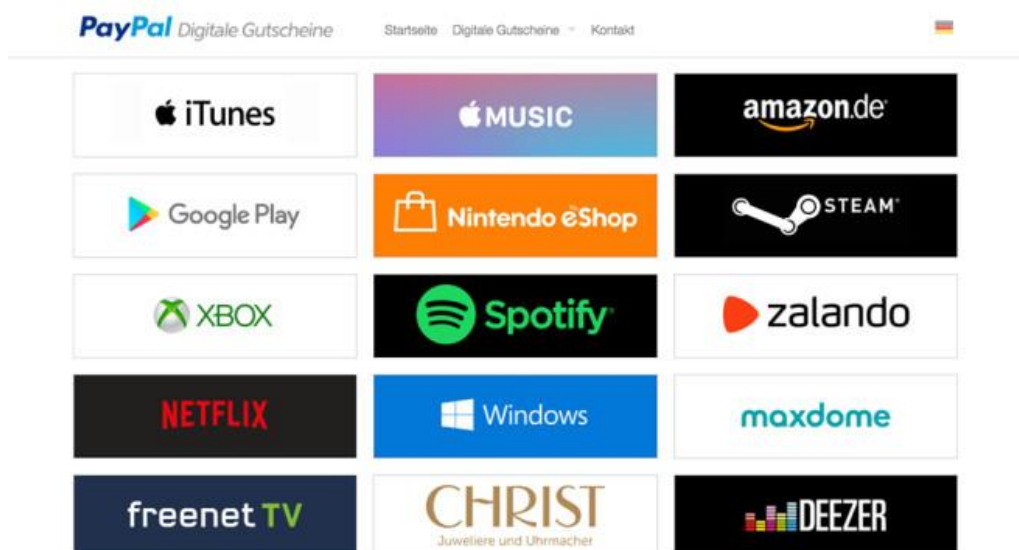 PayPal Digitale Gutscheine
Startseite Digitale Gutscheine Kontakt
iTunes
MUSIC
amazon.de
Google Play
Nintendo eShop
STEAM
XBOX
Spotify
zalando
NETFLIX
Windows
maxdome
freenet TV
CHRIST
Juweliere und Uhrmacher
DEEZER